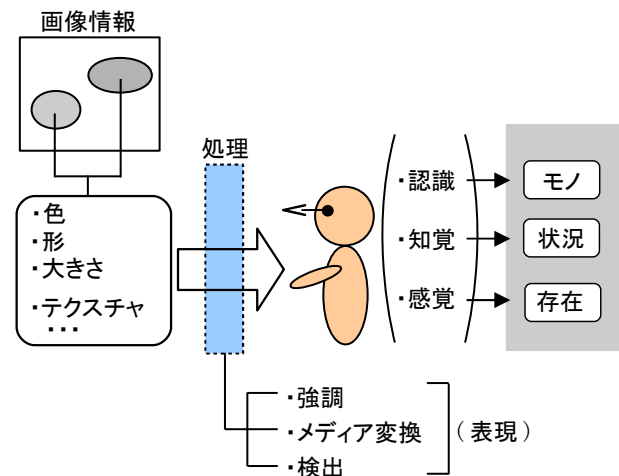 画像情報
処理
・色
・形
・大きさ
・テクスチャ
・・・
・認識
モノ
・知覚
状況
・感覚
存在
・強調
・メディア変換
(表現)
・検出